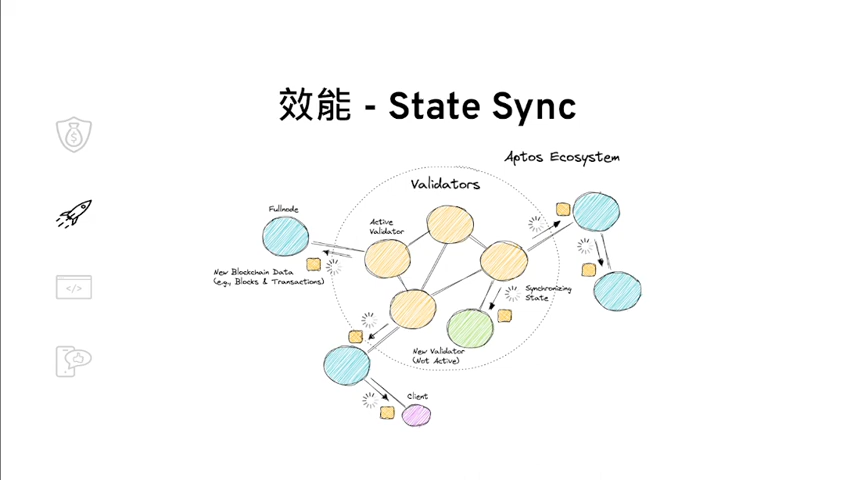 效能 - State Sync
Aptos Ecosystem
Validators
Fullnode
Active
Validator
New Blockchain Data
(e.g., Blocks & Transactions)
Synchronizing
State
New Validator
(Not Active)
Client
$
</>